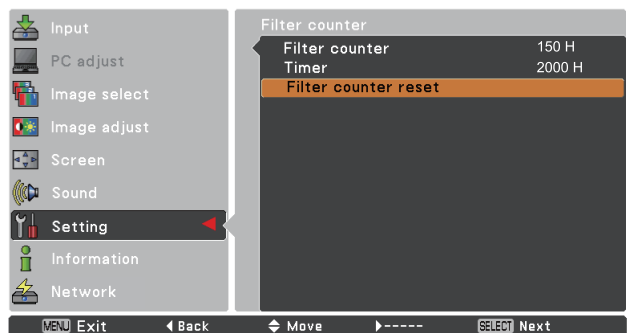 Input
PC adjust
Image select
Image adjust
Screen
Sound
Setting
Information
Network
Filter counter
Filter counter 150 H
Timer 2000 H
Filter counter reset
MENU Exit Back Move ----- SELECT Next